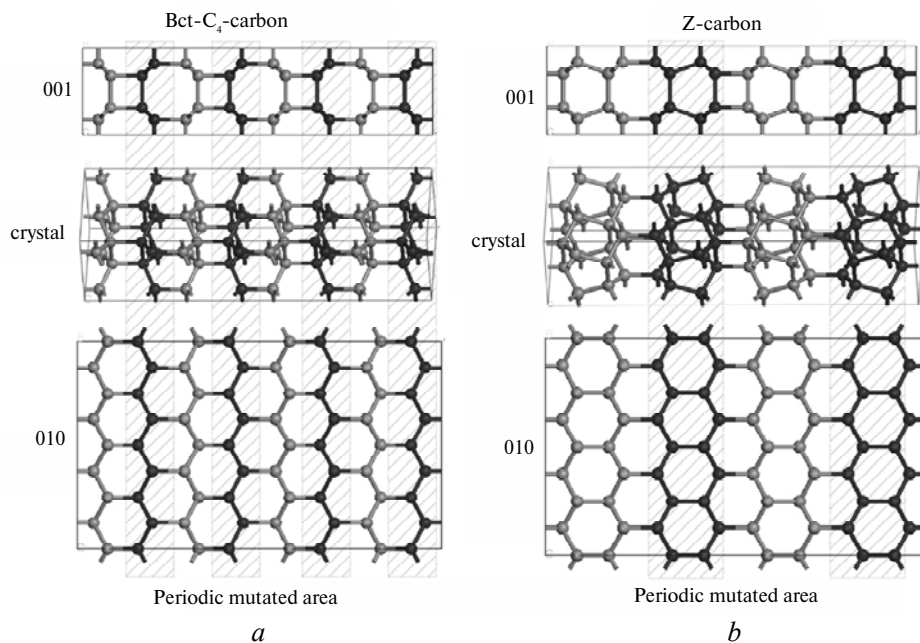 Bct-C₄-carbon
001
crystal
010
Periodic mutated area
a
Z-carbon
001
crystal
010
Periodic mutated area
b